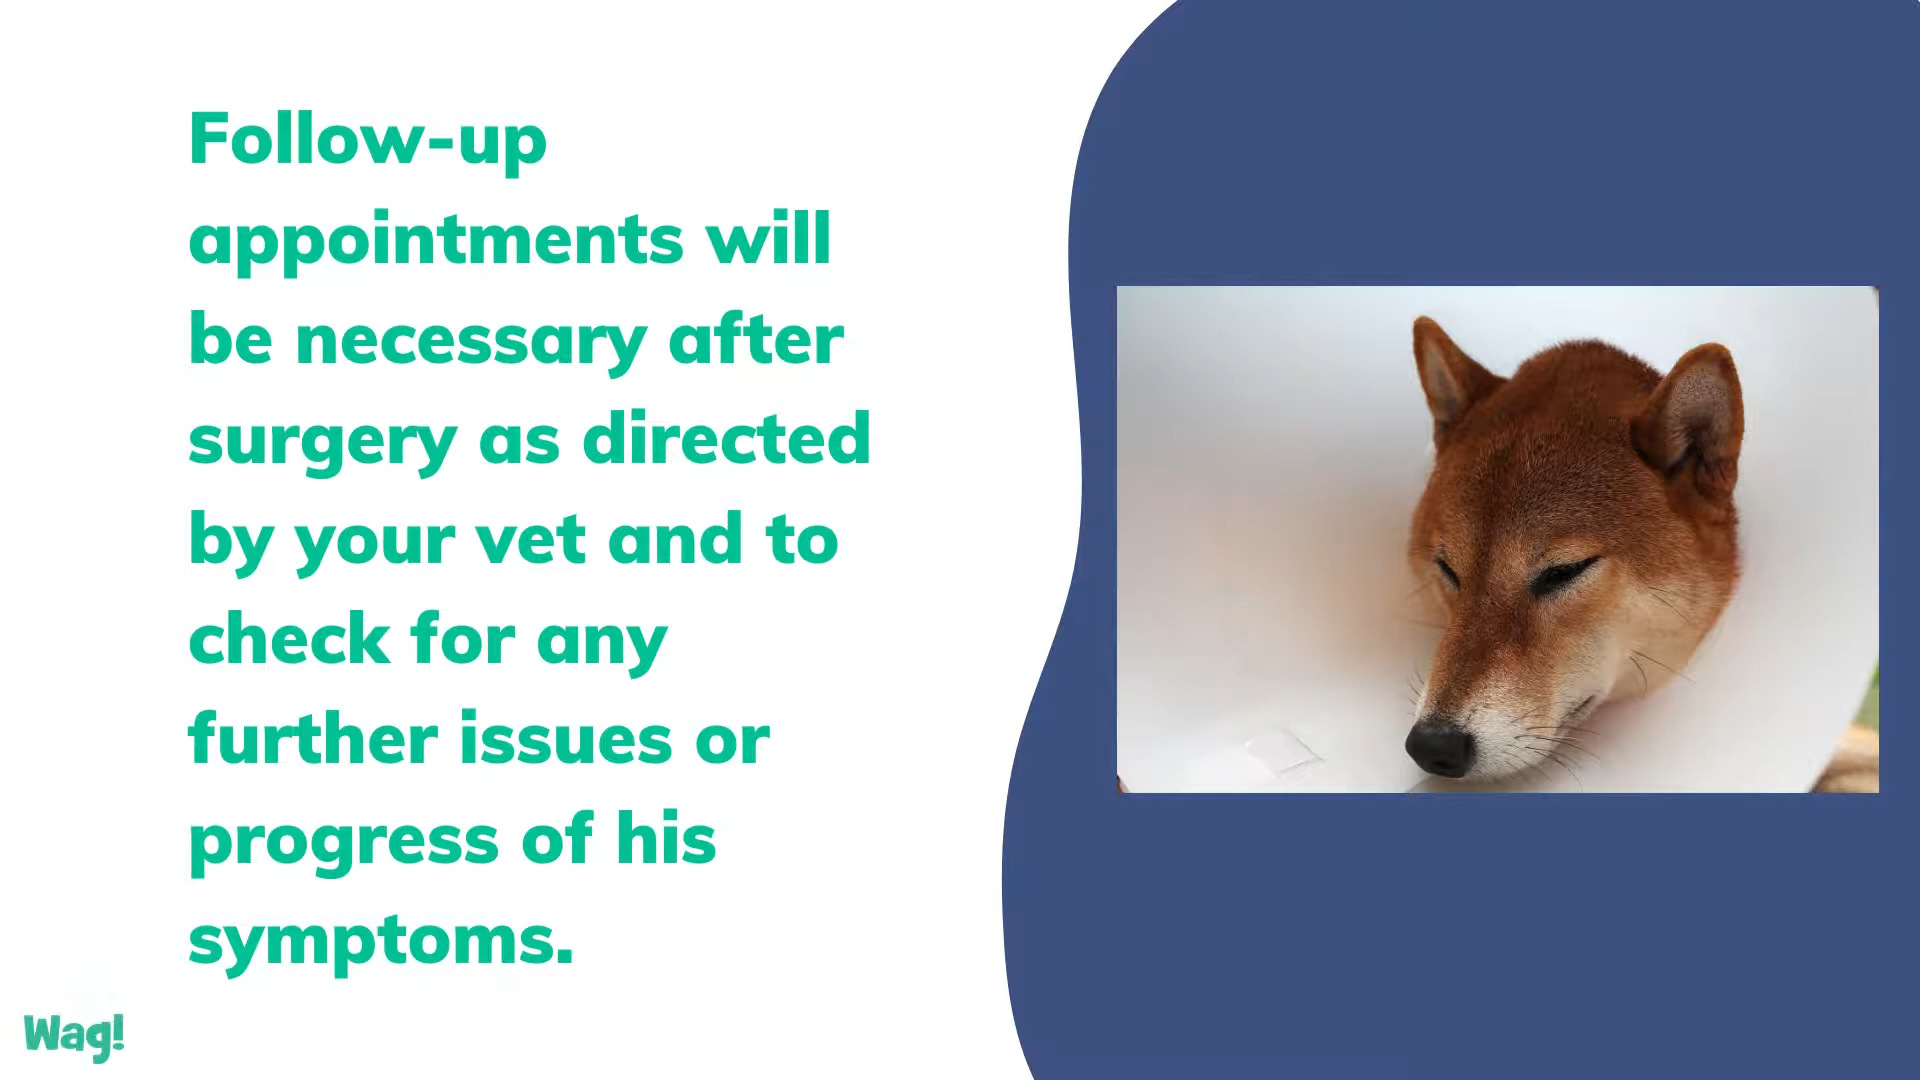 Follow-up
appointments will
be necessary after
surgery as directed
by your vet and to
check for any
further issues or
progress of his
symptoms.
Wag!